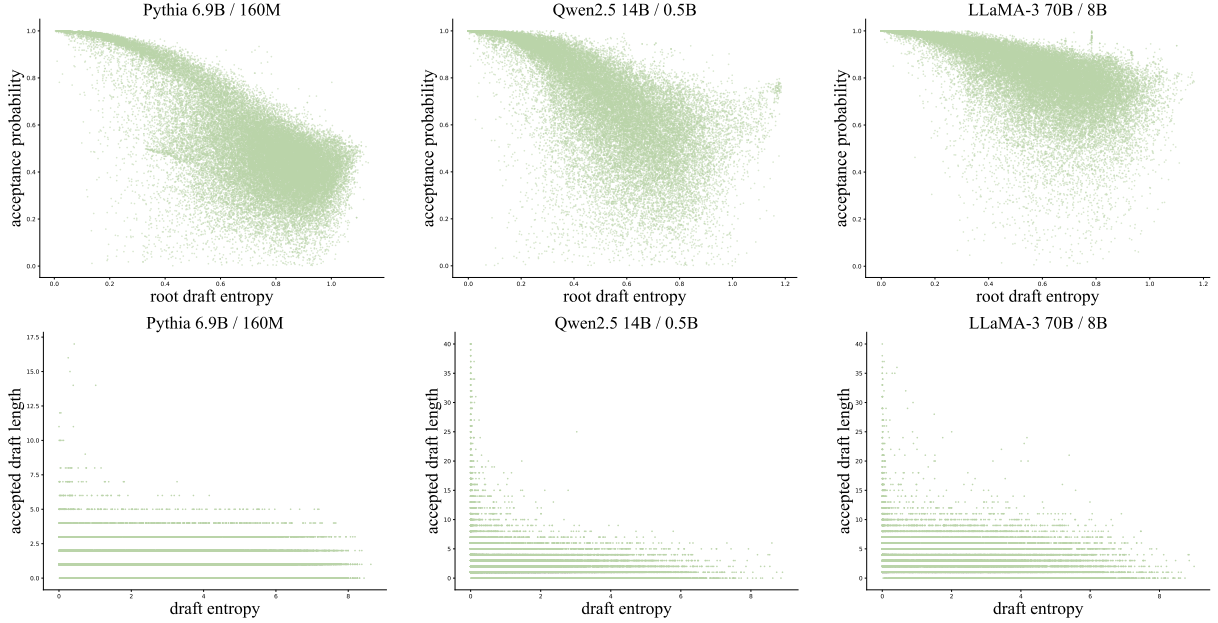 Pythia 6.9B / 160M
Qwen2.5 14B / 0.5B
LLaMA-3 70B / 8B
acceptance probability
1.0
0.8
0.6
0.4
0.2
0.0
0.0 0.2 0.4 0.6 0.8 1.0
root draft entropy
acceptance probability
1.0
0.8
0.6
0.4
0.2
0.0
0.0 0.2 0.4 0.6 0.8 1.0 1.2
root draft entropy
acceptance probability
1.0
0.8
0.6
0.4
0.2
0.0
0.0 0.2 0.4 0.6 0.8 1.0 1.2
root draft entropy
Pythia 6.9B / 160M
Qwen2.5 14B / 0.5B
LLaMA-3 70B / 8B
accepted draft length
17.5
15.0
12.5
10.0
7.5
5.0
2.5
0.0
0 2 4 6 8
draft entropy
accepted draft length
40
35
30
25
20
15
10
5
0
0 2 4 6 8
draft entropy
accepted draft length
40
35
30
25
20
15
10
5
0
0 2 4 6 8
draft entropy